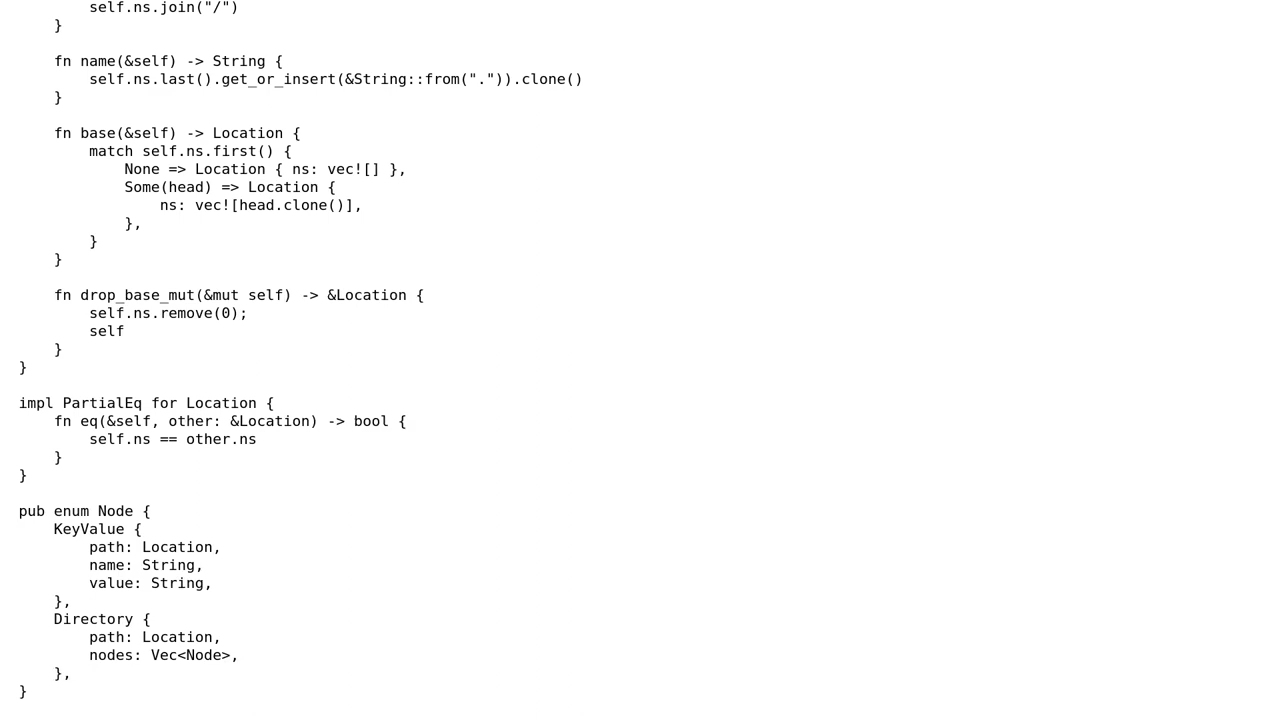 self.ns.join("/")
    }

    fn name(&self) -> String {
        self.ns.last().get_or_insert(&String::from(".")).clone()
    }

    fn base(&self) -> Location {
        match self.ns.first() {
            None => Location { ns: vec![] },
            Some(head) => Location {
                ns: vec![head.clone()],
            },
        }
    }

    fn drop_base_mut(&mut self) -> &Location {
        self.ns.remove(0);
        self
    }
}

impl PartialEq for Location {
    fn eq(&self, other: &Location) -> bool {
        self.ns == other.ns
    }
}

pub enum Node {
    KeyValue {
        path: Location,
        name: String,
        value: String,
    },
    Directory {
        path: Location,
        nodes: Vec<Node>,
    },
}